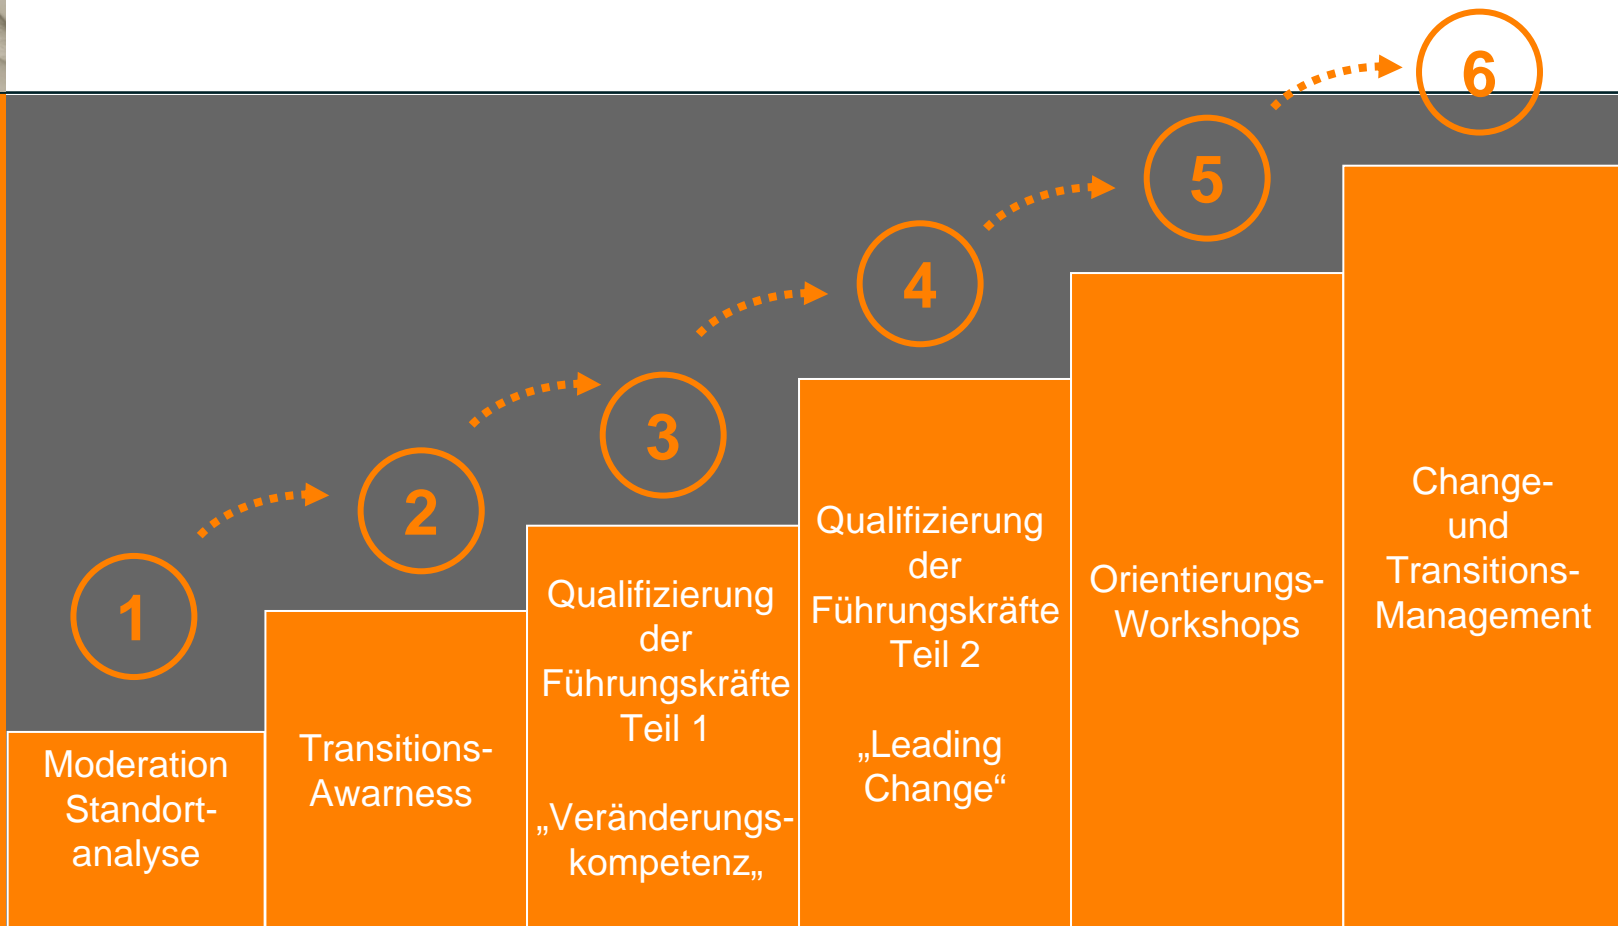 1
Moderation
Standort-
analyse
2
Transitions-
Awarness
3
Qualifizierung
der
Führungskräfte
Teil 1
„Veränderungs-
kompetenz„
4
Qualifizierung
der
Führungskräfte
Teil 2
„Leading
Change“
5
Orientierungs-
Workshops
6
Change-
und
Transitions-
Management